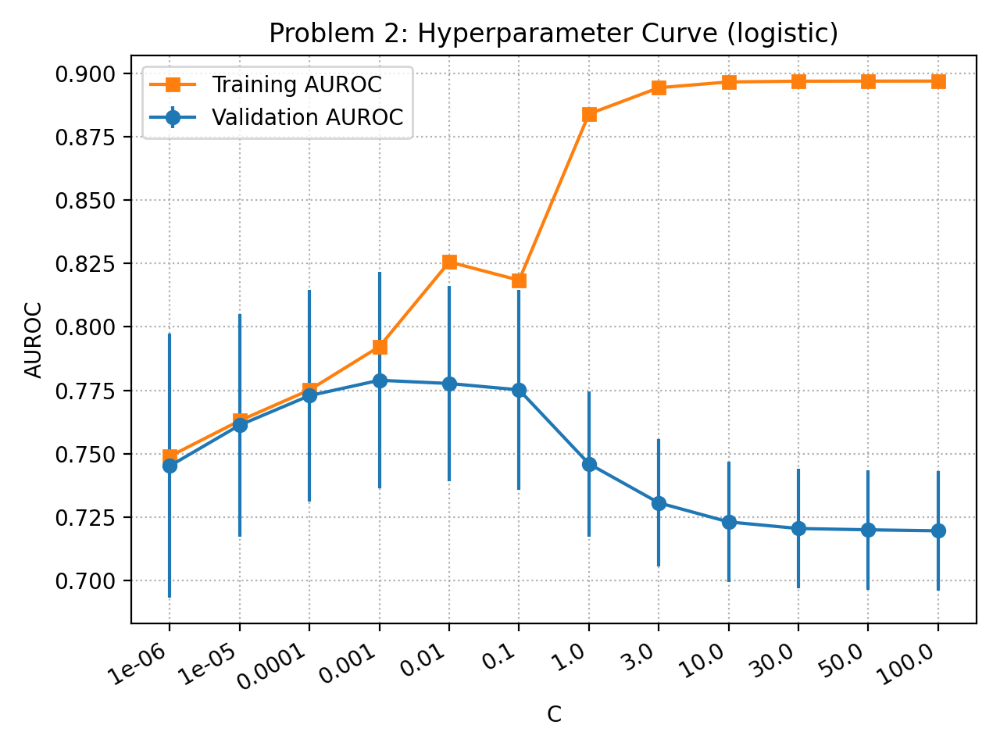 Problem 2: Hyperparameter Curve (logistic)
Training AUROC
Validation AUROC
AUROC
0.900
0.875
0.850
0.825
0.800
0.775
0.750
0.725
0.700
1e-06
1e-05
0.0001
0.001
0.01
0.1
1.0
3.0
10.0
30.0
50.0
100.0
C